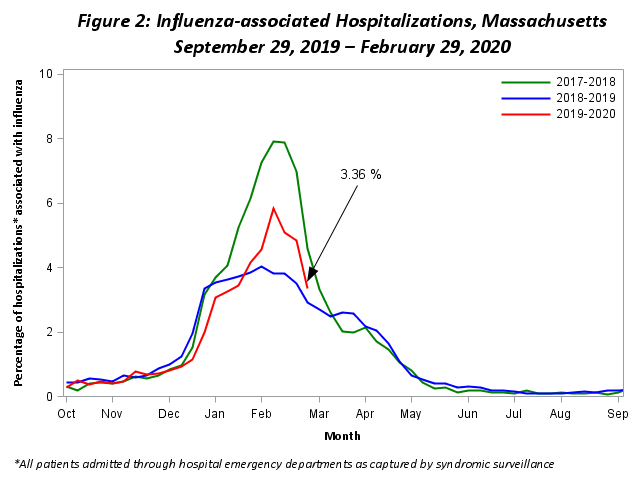 Figure 2: Influenza-associated Hospitalizations, Massachusetts
September 29, 2019 – February 29, 2020
Percentage of hospitalizations* associated with influenza
10
8
6
4
2
0
2017-2018
2018-2019
2019-2020
3.36 %
Oct Nov Dec Jan Feb Mar Apr May Jun Jul Aug Sep
Month
*All patients admitted through hospital emergency departments as captured by syndromic surveillance